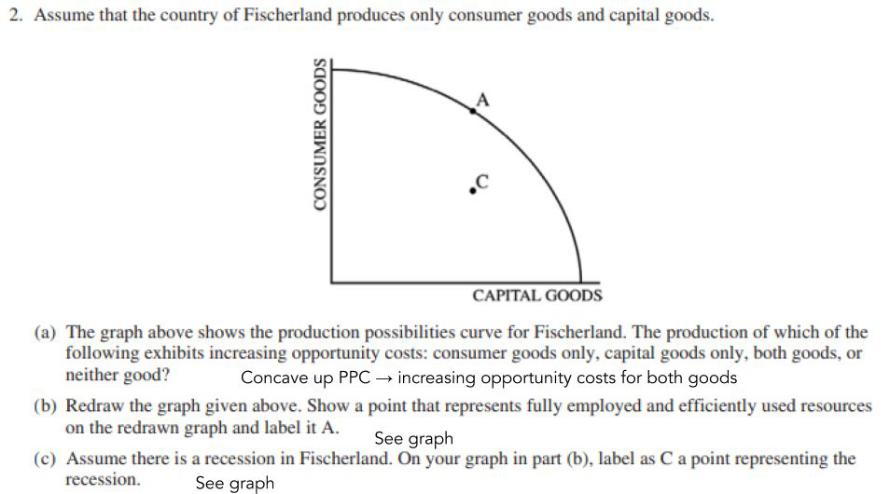 2. Assume that the country of Fischerland produces only consumer goods and capital goods.
CONSUMER GOODS
A
C
CAPITAL GOODS
(a) The graph above shows the production possibilities curve for Fischerland. The production of which of the
following exhibits increasing opportunity costs: consumer goods only, capital goods only, both goods, or
neither good? Concave up PPC → increasing opportunity costs for both goods
(b) Redraw the graph given above. Show a point that represents fully employed and efficiently used resources
on the redrawn graph and label it A. See graph
(c) Assume there is a recession in Fischerland. On your graph in part (b), label as C a point representing the
recession. See graph